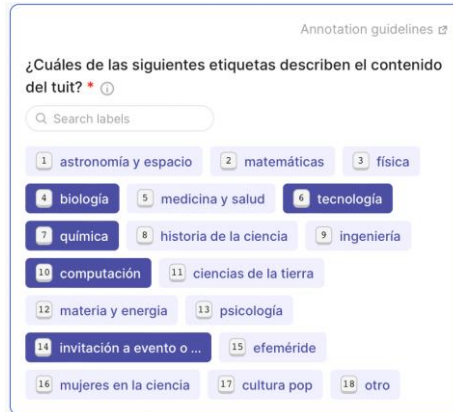 Annotation guidelines
¿Cuáles de las siguientes etiquetas describen el contenido
del tuit? *
Search labels
1 astronomía y espacio 2 matemáticas 3 física
4 biología 5 medicina y salud 6 tecnología
7 química 8 historia de la ciencia 9 ingeniería
10 computación 11 ciencias de la tierra
12 materia y energia 13 psicología
14 invitación a evento o ... 15 efeméride
16 mujeres en la ciencia 17 cultura pop 18 otro